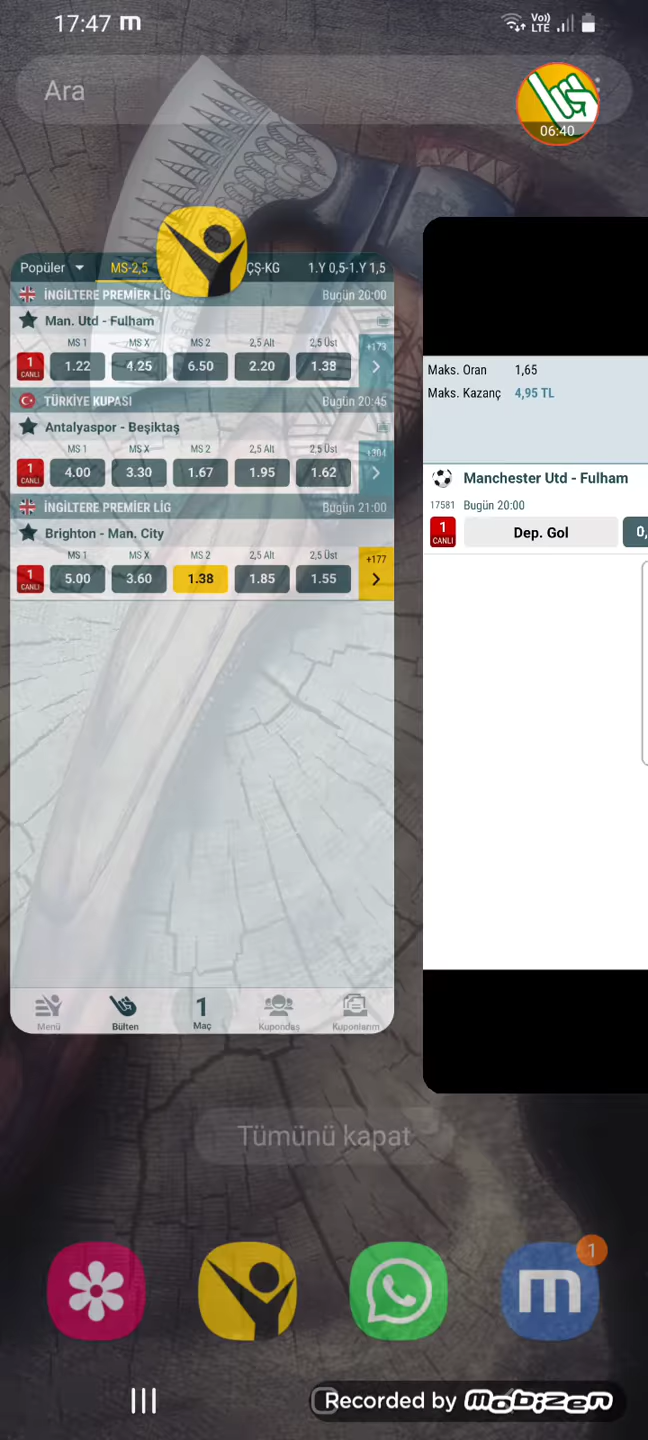 17:47 m
Vo))
LTE
Ara
06:40
Popüler MS-2,5 ÇŞ-KG 1.Y 0,5-1.Y 1,5
İNGİLTERE PREMİER LİG Bugün 20:00
Man. Utd - Fulham
MS 1 MS X MS 2 2,5 Alt 2,5 Üst +173
1 CANLI 1.22 4.25 6.50 2.20 1.38
TÜRKİYE KUPASI Bugün 20:45
Antalyaspor - Beşiktaş
MS 1 MS X MS 2 2,5 Alt 2,5 Üst +304
1 CANLI 4.00 3.30 1.67 1.95 1.62
İNGİLTERE PREMİER LİG Bugün 21:00
Brighton - Man. City
MS 1 MS X MS 2 2,5 Alt 2,5 Üst +177
1 CANLI 5.00 3.60 1.38 1.85 1.55
Menü Bülten 1 Maç Kupondaş Kuponlarım
Maks. Oran 1,65
Maks. Kazanç 4,95 TL
Manchester Utd - Fulham
17581 Bugün 20:00
1 CANLI Dep. Gol 0,
Tümünü kapat
m 1
Recorded by mobizen